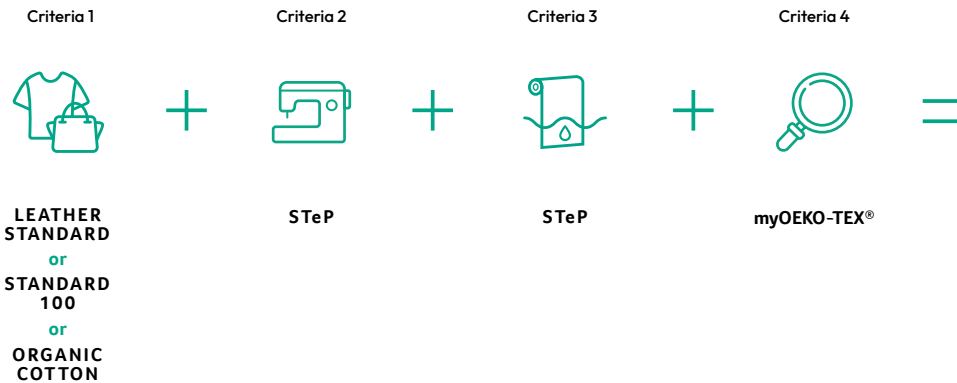 Criteria 1
Criteria 2
Criteria 3
Criteria 4
LEATHER
STANDARD
or
STANDARD
100
or
ORGANIC
COTTON
STeP
STeP
myOEKO-TEX®